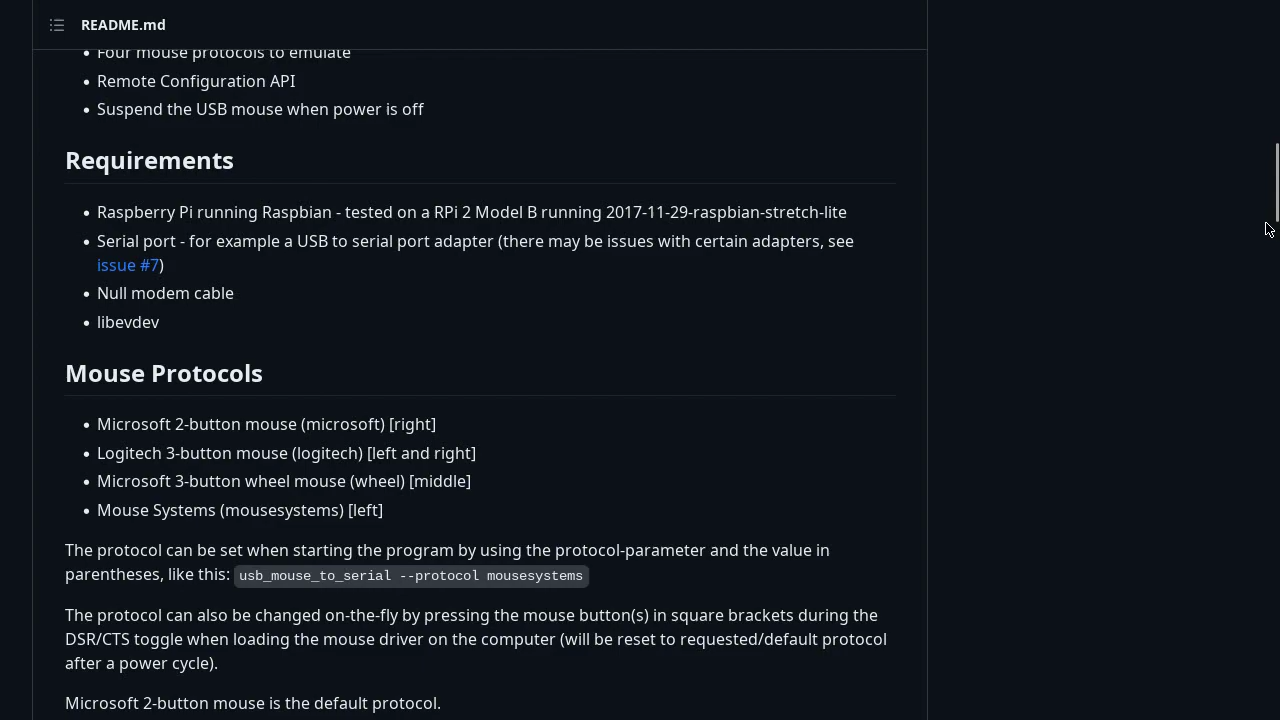 README.md
Four mouse protocols to emulate
Remote Configuration API
Suspend the USB mouse when power is off
Requirements
Raspberry Pi running Raspbian - tested on a RPi 2 Model B running 2017-11-29-raspbian-stretch-lite
Serial port - for example a USB to serial port adapter (there may be issues with certain adapters, see
issue #7)
Null modem cable
libevdev
Mouse Protocols
Microsoft 2-button mouse (microsoft) [right]
Logitech 3-button mouse (logitech) [left and right]
Microsoft 3-button wheel mouse (wheel) [middle]
Mouse Systems (mousesystems) [left]
The protocol can be set when starting the program by using the protocol-parameter and the value in
parentheses, like this: usb_mouse_to_serial --protocol mousesystems
The protocol can also be changed on-the-fly by pressing the mouse button(s) in square brackets during the
DSR/CTS toggle when loading the mouse driver on the computer (will be reset to requested/default protocol
after a power cycle).
Microsoft 2-button mouse is the default protocol.